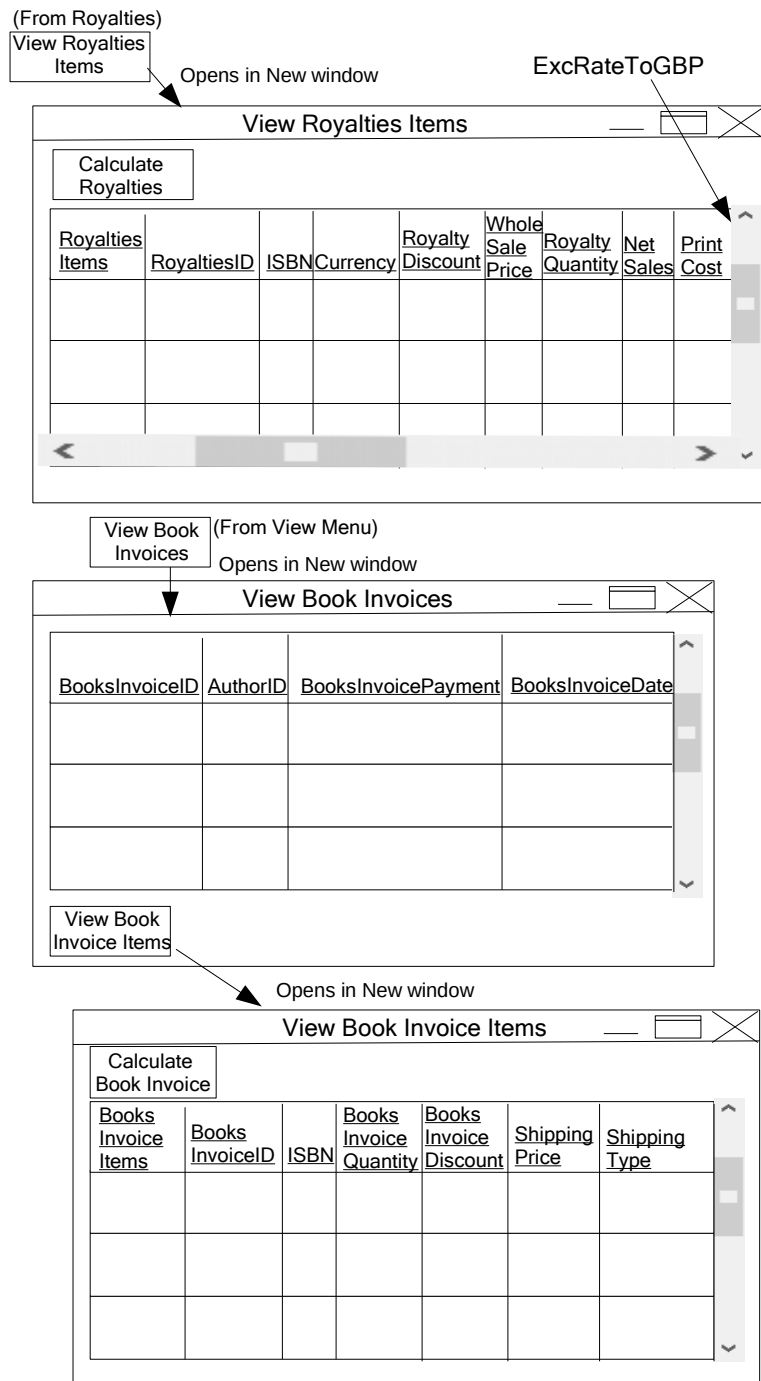 (From Royalties)
View Royalties
Items
Opens in New window
ExcRateToGBP
View Royalties Items
Calculate
Royalties
Royalties
Items
RoyaltiesID
ISBN
Currency
Royalty
Discount
Whole
Sale
Price
Royalty
Quantity
Net
Sales
Print
Cost
View Book
Invoices
(From View Menu)
Opens in New window
View Book Invoices
BooksInvoiceID
AuthorID
BooksInvoicePayment
BooksInvoiceDate
View Book
Invoice Items
Opens in New window
View Book Invoice Items
Calculate
Book Invoice
Books
Invoice
Items
Books
InvoiceID
ISBN
Books
Invoice
Quantity
Books
Invoice
Discount
Shipping
Price
Shipping
Type